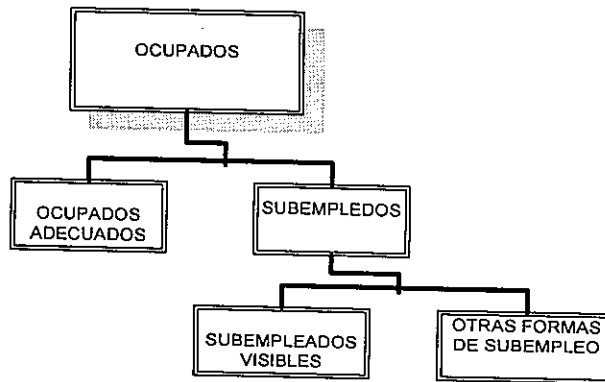 OCUPADOS
OCUPADOS
ADECUADOS
SUBEMPLEDOS
SUBEMPLEADOS
VISIBLES
OTRAS FORMAS
DE SUBEMPLEO